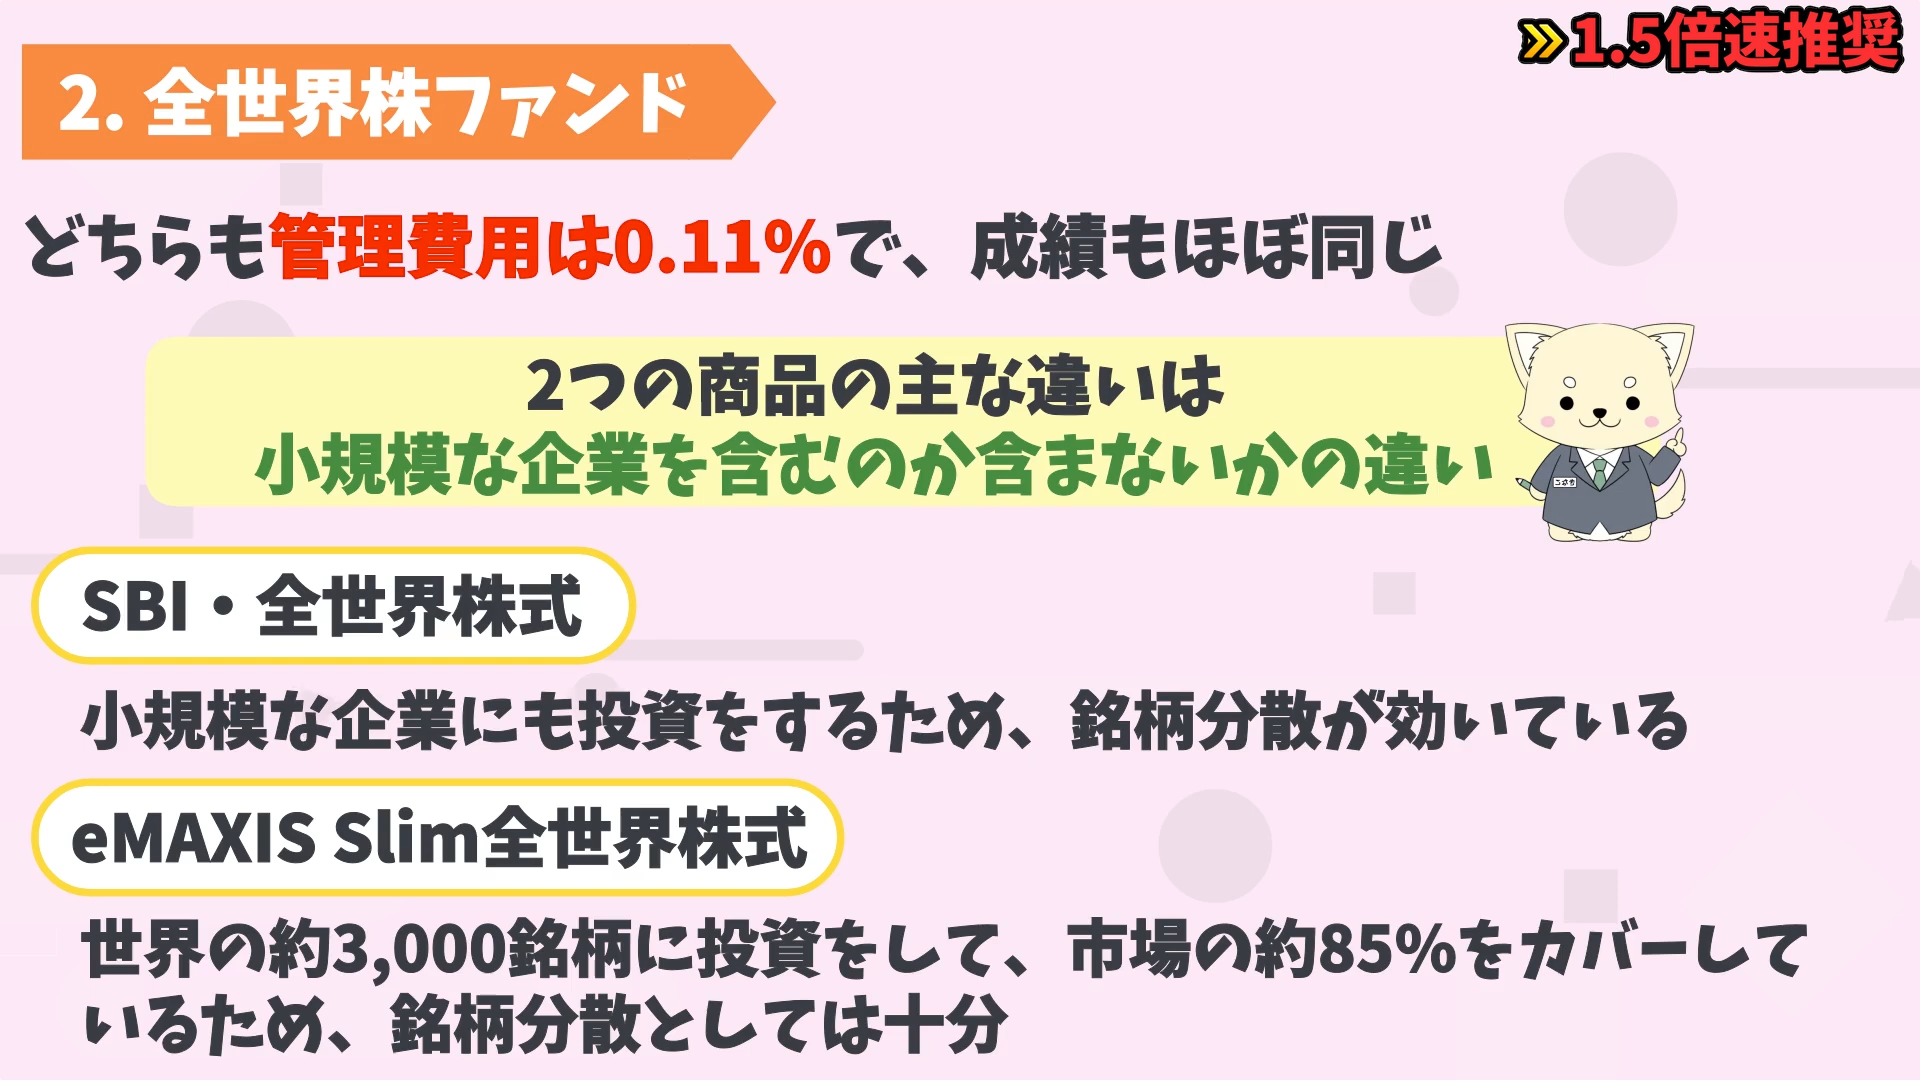 1.5倍速推奨
2. 全世界株ファンド
どちらも管理費用は0.11%で、成績もほぼ同じ
2つの商品の主な違いは
小規模な企業を含むのか含まないかの違い
SBI・全世界株式
小規模な企業にも投資をするため、銘柄分散が効いている
eMAXIS Slim全世界株式
世界の約3,000銘柄に投資をして、市場の約85%をカバーして
いるため、銘柄分散としては十分